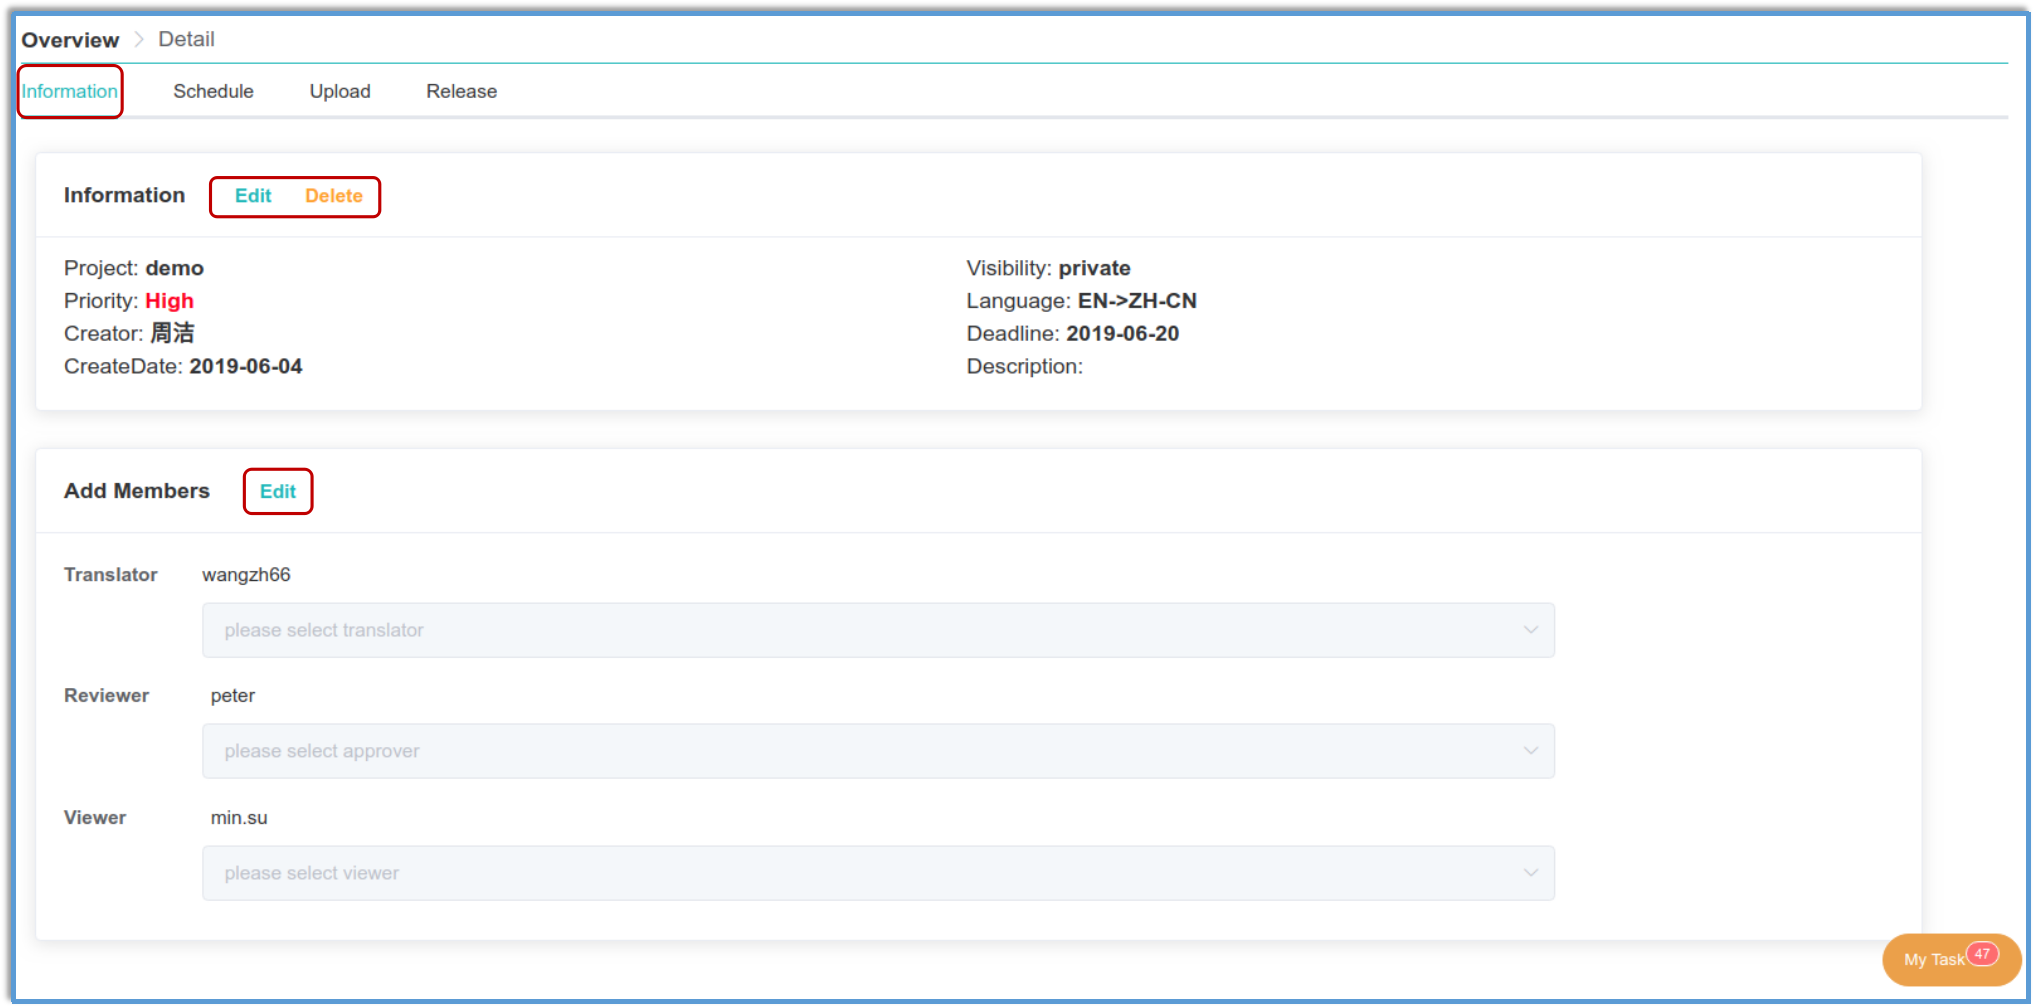 Overview > Detail
Information Schedule Upload Release
Information Edit Delete
Project: demo
Priority: High
Creator: 周洁
CreateDate: 2019-06-04
Visibility: private
Language: EN->ZH-CN
Deadline: 2019-06-20
Description:
Add Members Edit
Translator wangzh66
please select translator
Reviewer peter
please select approver
Viewer min.su
please select viewer
My Task 47